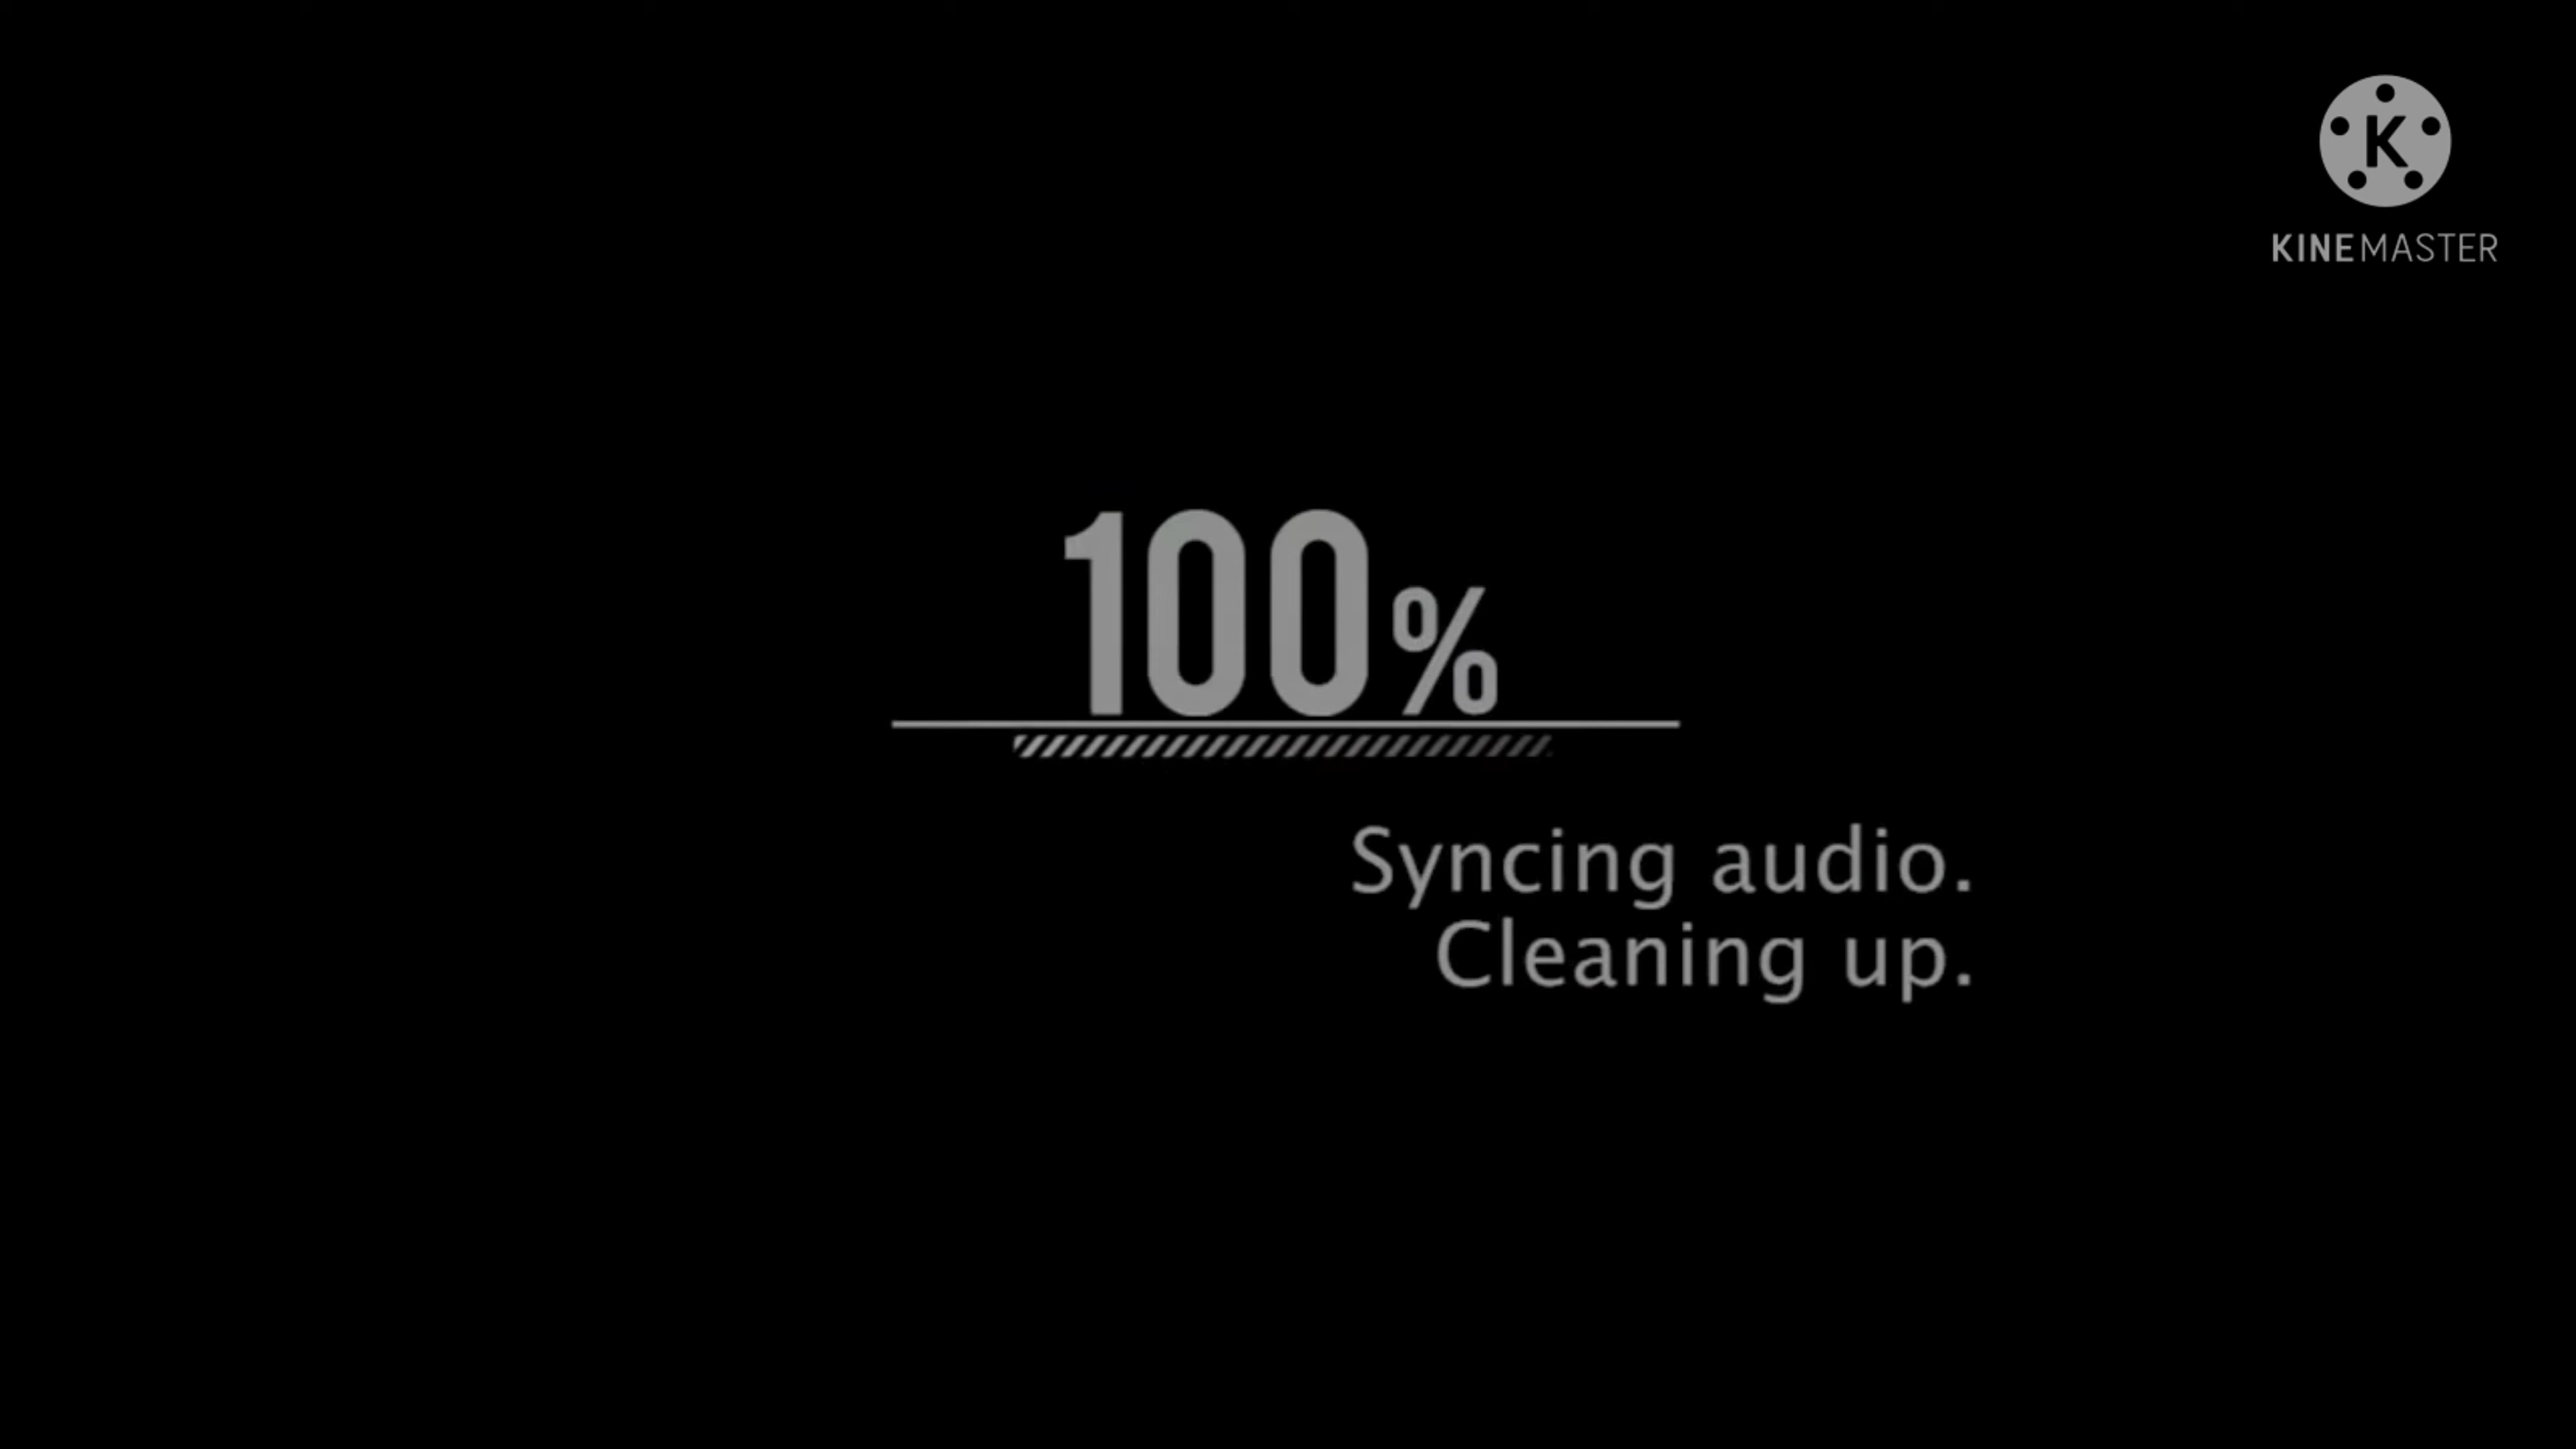 K
KINEMASTER
100%
Syncing audio.
Cleaning up.